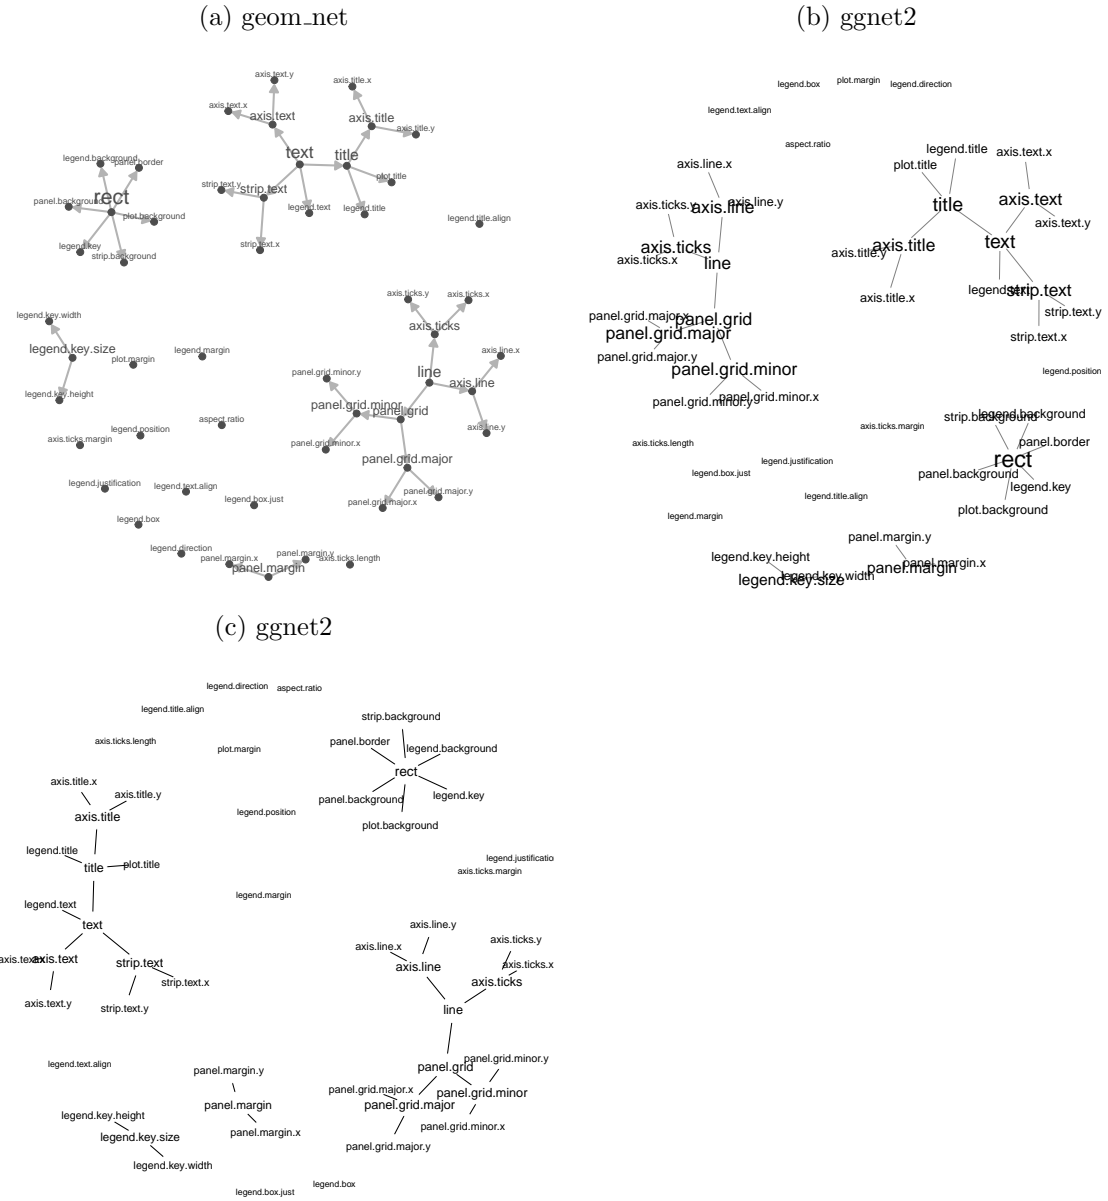 (a) geom_net
(b) ggnet2
axis.text.y
axis.title.x
axis.text.x
axis.text
axis.title
axis.title.y
legend.background
panel.border
text
title
plot.title
rect
strip.text.y
strip.text
panel.background
plot.background
legend.text
legend.title
legend.title.align
legend.key
strip.background
strip.text.x
axis.ticks.y
axis.ticks.x
legend.key.width
axis.ticks
legend.key.size
plot.margin
legend.margin
axis.line.x
line
panel.grid.minor.y
axis.line
legend.key.height
panel.grid.minor
panel.grid
aspect.ratio
axis.line.y
legend.position
axis.ticks.margin
panel.grid.minor.x
panel.grid.major
legend.justification
legend.text.align
legend.box.just
panel.grid.major.x
panel.grid.major.y
legend.box
legend.direction
panel.margin.x
panel.margin.y
axis.ticks.length
panel.margin
legend.box
plot.margin
legend.direction
legend.text.align
aspect.ratio
legend.title
axis.text.x
plot.title
axis.line.x
title
axis.text
axis.ticks.y
axis.line
axis.line.y
axis.text.y
axis.ticks
axis.title.y
axis.title
text
axis.ticks.x
line
legend.text
strip.text
axis.title.x
strip.text.y
panel.grid.major.x
panel.grid
panel.grid.major
strip.text.x
panel.grid.major.y
panel.grid.minor
legend.position
panel.grid.minor.y
panel.grid.minor.x
strip.background
legend.background
axis.ticks.margin
axis.ticks.length
panel.border
rect
legend.justification
legend.box.just
panel.background
legend.key
legend.title.align
plot.background
legend.margin
panel.margin.y
legend.key.height
panel.margin.x
panel.margin
legend.key.width
legend.key.size
(c) ggnet2
legend.direction
aspect.ratio
legend.title.align
strip.background
axis.ticks.length
panel.border
plot.margin
legend.background
rect
axis.title.x
axis.title.y
panel.background
legend.key
axis.title
legend.position
plot.background
legend.title
plot.title
title
legend.justificatio
axis.ticks.margin
legend.margin
legend.text
text
axis.line.y
axis.line.x
axis.ticks.y
axis.text
strip.text
axis.line
axis.ticks.x
strip.text.x
axis.ticks
axis.text.y
strip.text.y
line
legend.text.align
panel.margin.y
panel.grid
panel.grid.minor.y
panel.grid.major.x
panel.grid.minor
panel.margin
panel.grid.major
legend.key.height
panel.grid.minor.x
legend.key.size
panel.margin.x
panel.grid.major.y
legend.key.width
legend.box.just
legend.box